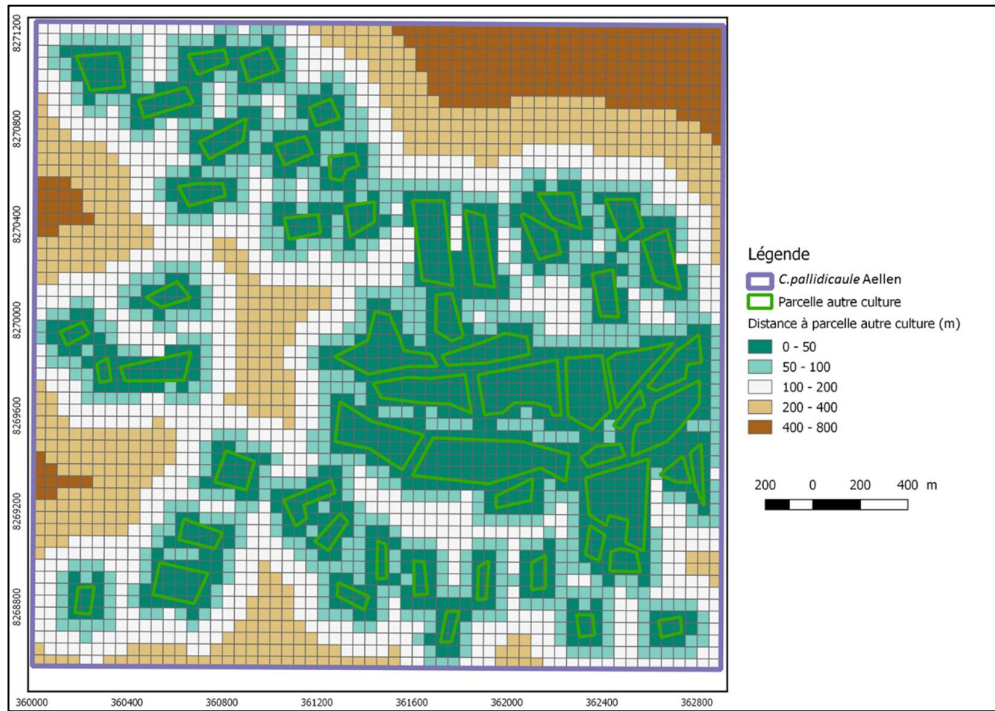 8271200
8270800
8270400
8270000
8269600
8269200
8268800
360000 360400 360800 361200 361600 362000 362400 362800
Légende
C.pallidicaule Aellen
Parcelle autre culture
Distance à parcelle autre culture (m)
0 - 50
50 - 100
100 - 200
200 - 400
400 - 800
200 0 200 400 m